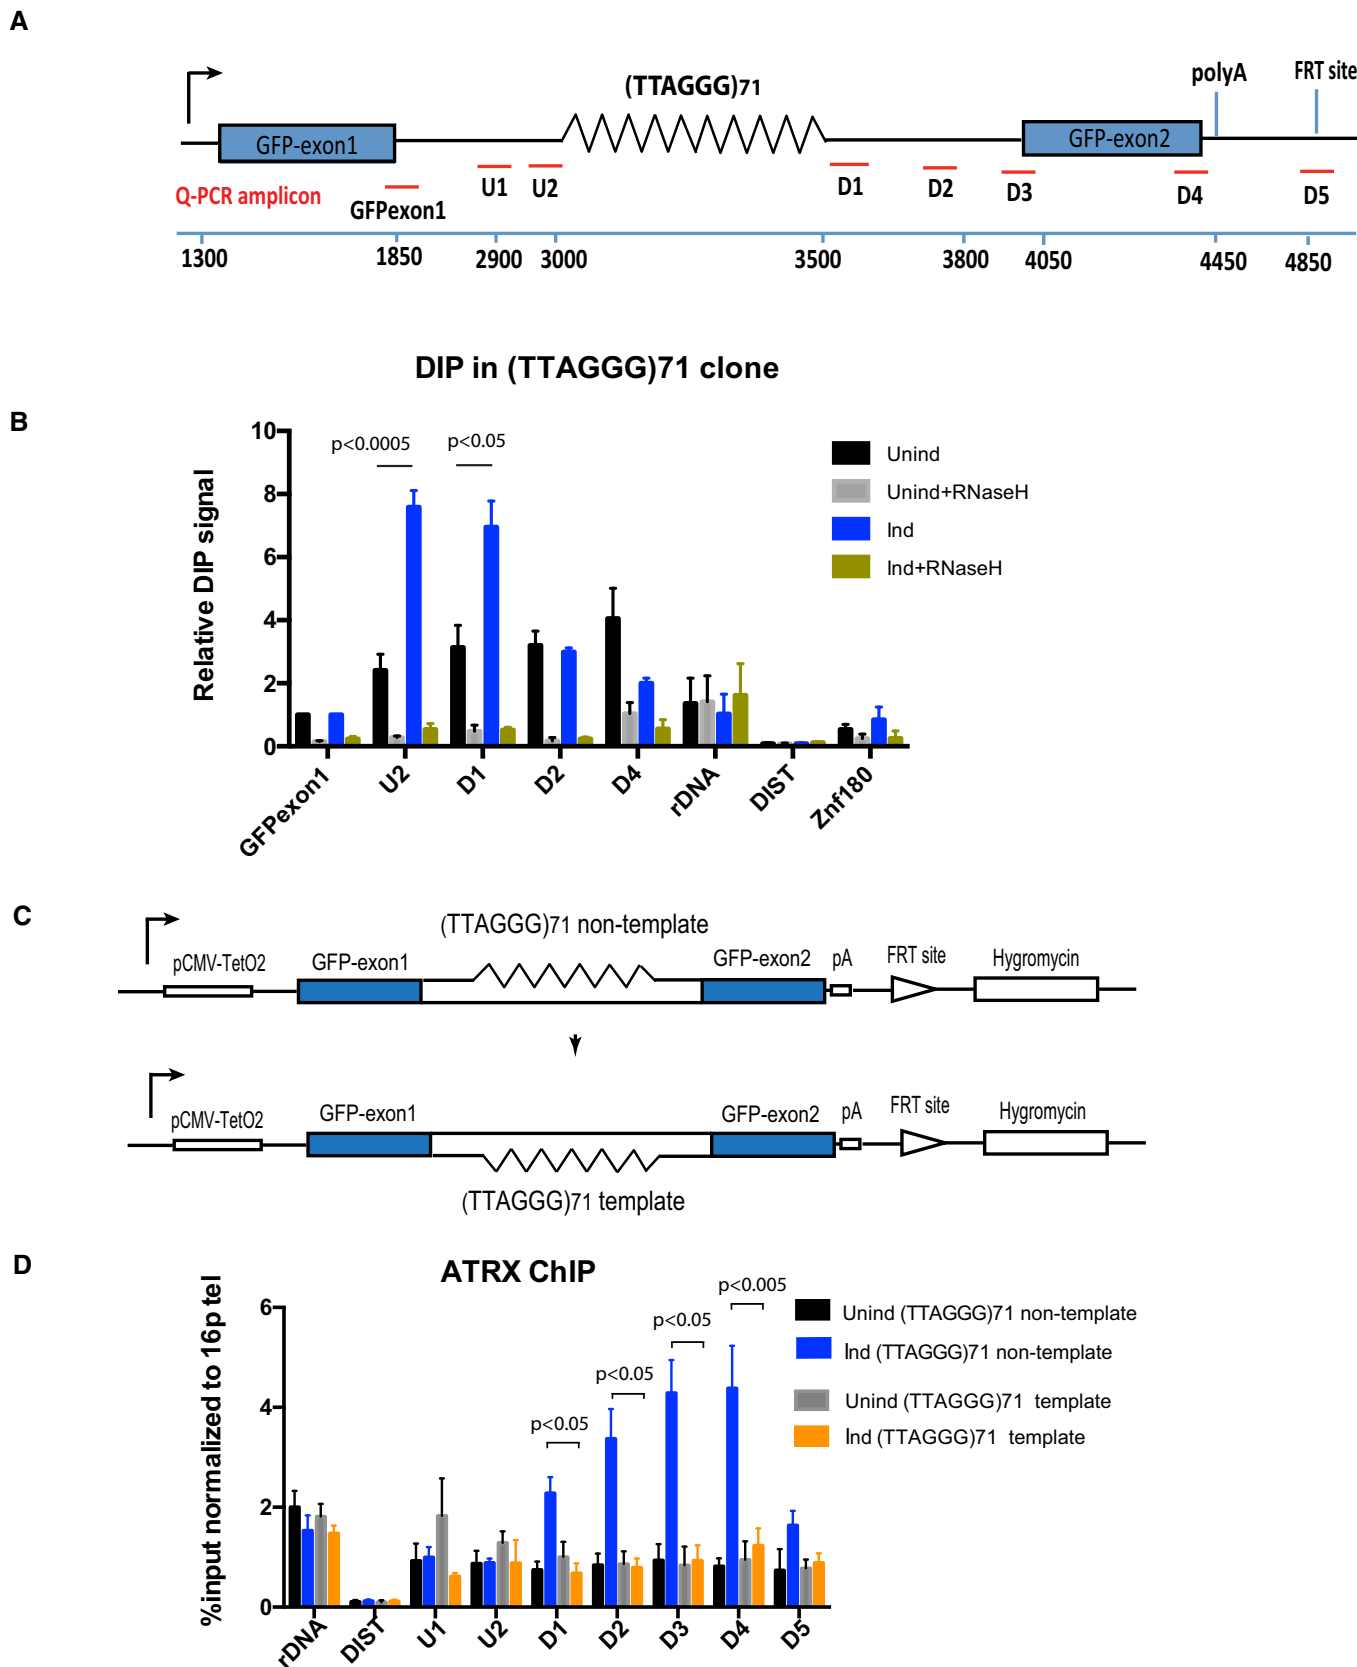 A
(TTAGGG)71
polyA
FRT site
GFP-exon1
GFP-exon2
Q-PCR amplicon
GFPexon1
U1
U2
D1
D2
D3
D4
D5
1300
1850
2900
3000
3500
3800
4050
4450
4850
DIP in (TTAGGG)71 clone
B
Relative DIP signal
10
8
6
4
2
0
p<0.0005
p<0.05
Unind
Unind+RNaseH
Ind
Ind+RNaseH
GFPexon1
U2
D1
D2
D4
rDNA
DIST
Znf180
C
(TTAGGG)71 non-template
pCMV-TetO2
GFP-exon1
GFP-exon2
pA
FRT site
Hygromycin
pCMV-TetO2
GFP-exon1
GFP-exon2
pA
FRT site
Hygromycin
(TTAGGG)71 template
D
ATRX ChIP
%input normalized to 16p tel
6
4
2
0
p<0.05
p<0.05
p<0.05
p<0.005
Unind (TTAGGG)71 non-template
Ind (TTAGGG)71 non-template
Unind (TTAGGG)71 template
Ind (TTAGGG)71 template
rDNA
DIST
U1
U2
D1
D2
D3
D4
D5